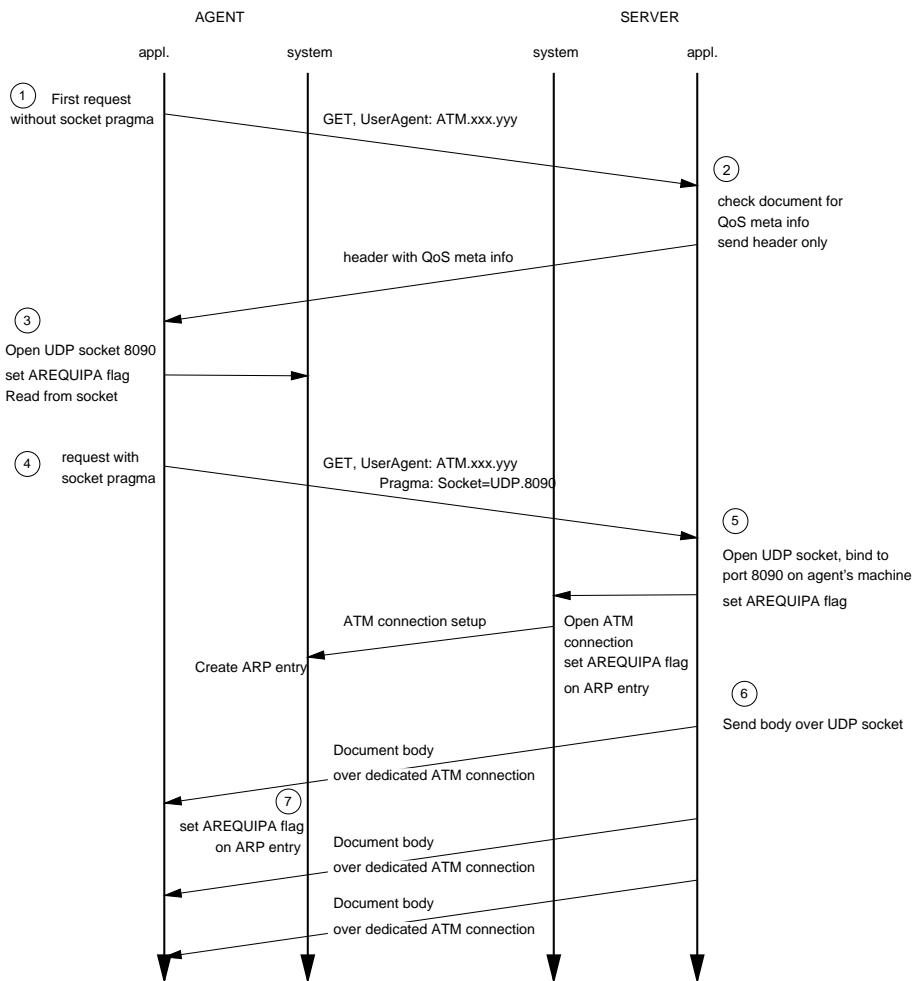 AGENT
SERVER
appl.
system
system
appl.
1
First request
without socket pragma
GET, UserAgent: ATM.xxx.yyy
2
check document for
QoS meta info
send header only
header with QoS meta info
3
Open UDP socket 8090
set AREQUIPA flag
Read from socket
4
request with
socket pragma
GET, UserAgent: ATM.xxx.yyy
Pragma: Socket=UDP.8090
5
Open UDP socket, bind to
port 8090 on agent's machine
set AREQUIPA flag
ATM connection setup
Open ATM
connection
set AREQUIPA flag
on ARP entry
Create ARP entry
6
Send body over UDP socket
Document body
over dedicated ATM connection
7
set AREQUIPA flag
on ARP entry
Document body
over dedicated ATM connection
Document body
over dedicated ATM connection